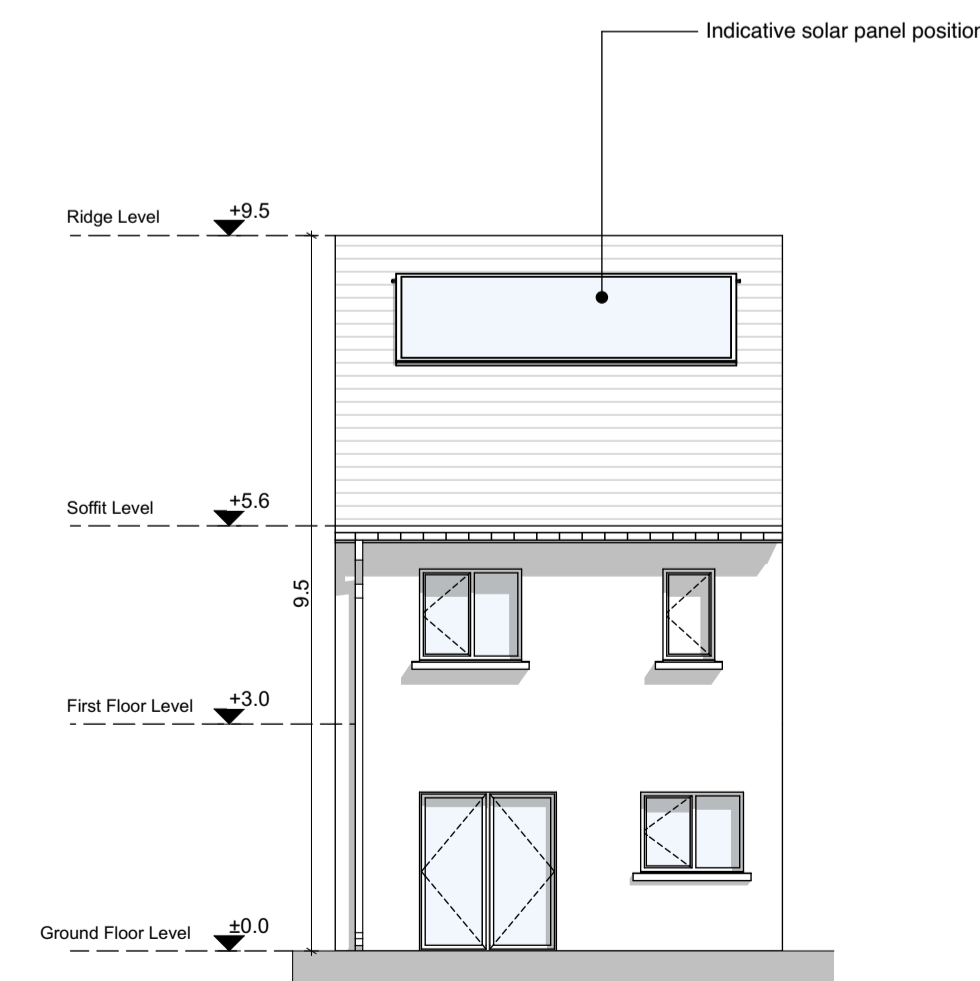 Indicative solar panel position
Ridge Level +9.5
Soffit Level +5.6
9.5
First Floor Level +3.0
Ground Floor Level ±0.0